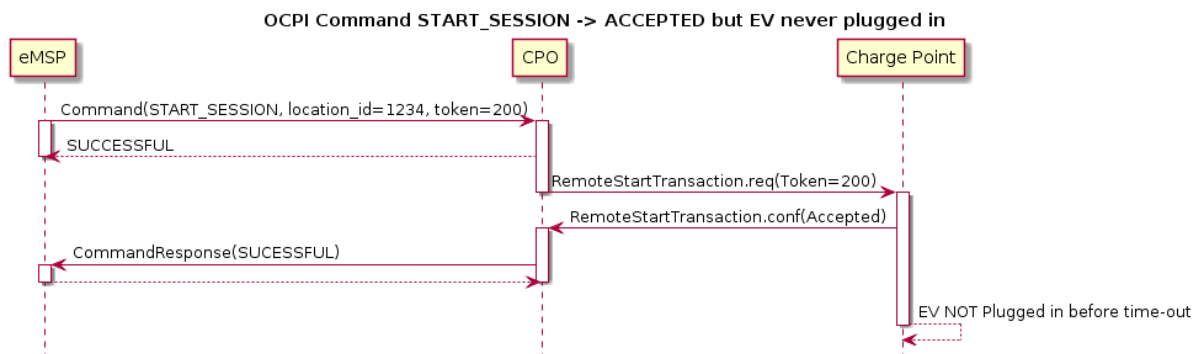 OCPI Command START_SESSION -> ACCEPTED but EV never plugged in
eMSP
CPO
Charge Point
Command(START_SESSION, location_id=1234, token=200)
SUCCESSFUL
RemoteStartTransaction.req(Token=200)
RemoteStartTransaction.conf(Accepted)
CommandResponse(SUCESSFUL)
EV NOT Plugged in before time-out